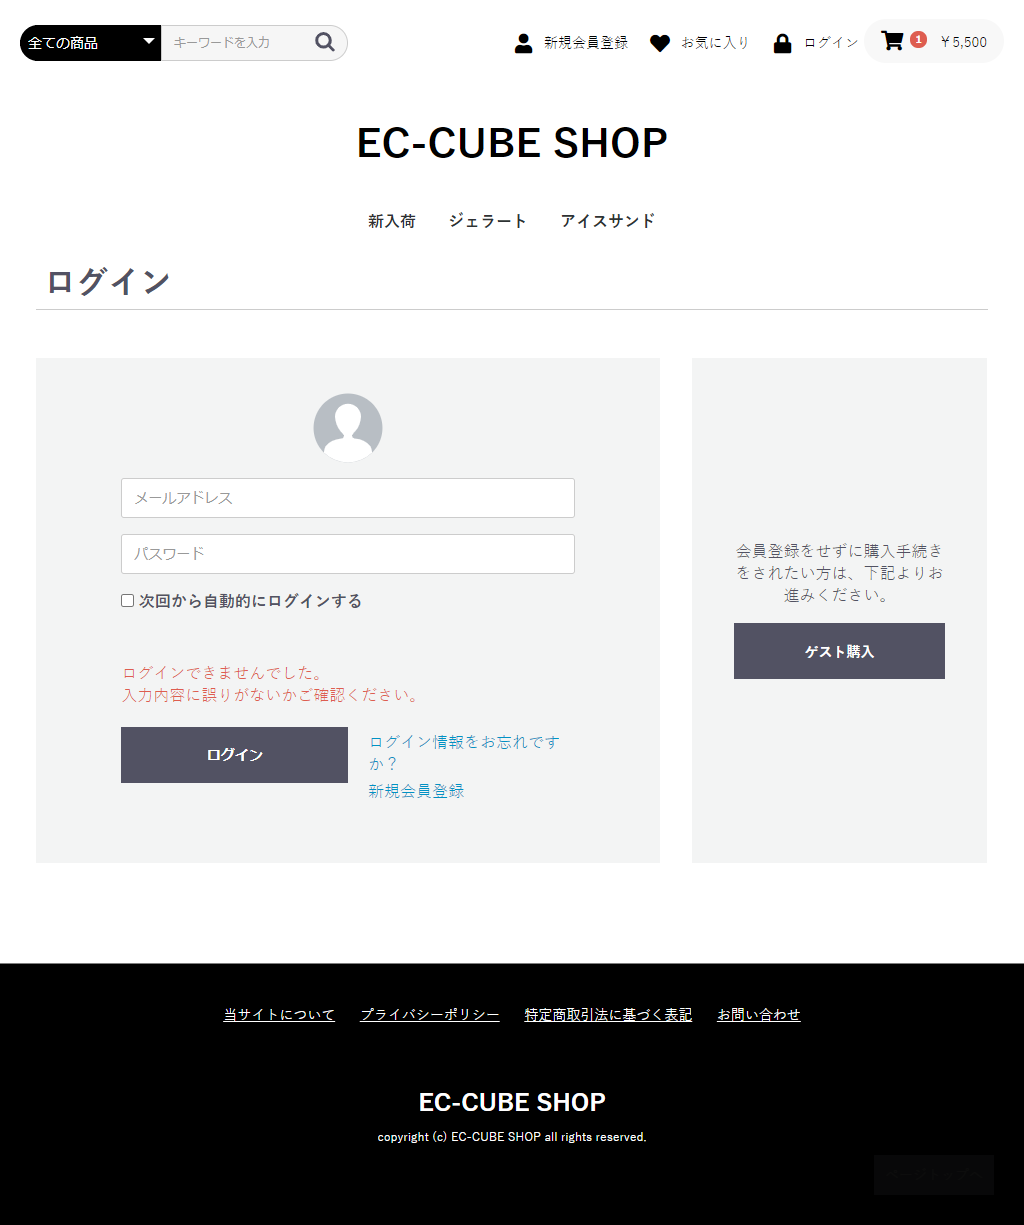 全ての商品
キーワードを入力
新規会員登録
お気に入り
ログイン
1
￥5,500
EC-CUBE SHOP
新入荷
ジェラート
アイスサンド
ログイン
メールアドレス
パスワード
次回から自動的にログインする
ログインできませんでした。
入力内容に誤りがないかご確認ください。
ログイン
ログイン情報をお忘れです
か？
新規会員登録
会員登録をせずに購入手続き
をされたい方は、下記よりお
進みください。
ゲスト購入
当サイトについて
プライバシーポリシー
特定商取引法に基づく表記
お問い合わせ
EC-CUBE SHOP
copyright (c) EC-CUBE SHOP all rights reserved.